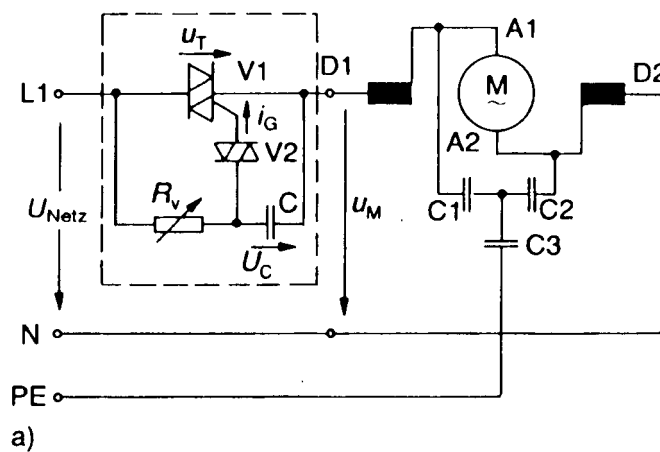 u_T
A1
V1
D1
L1
M
~
D2
i_G
A2
V2
R_v
C
C1
C2
U_Netz
u_M
U_C
C3
N
PE
a)